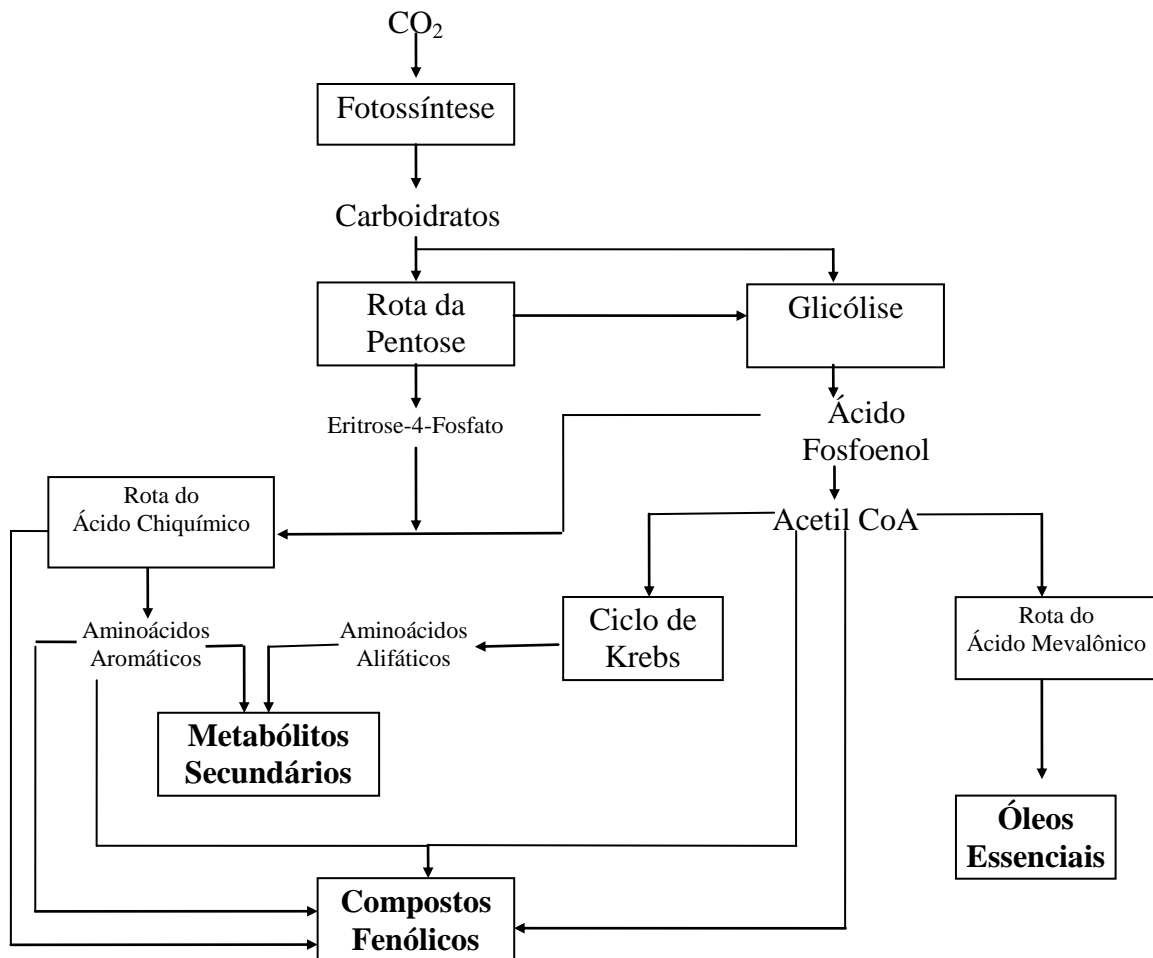 CO₂
Fotossíntese
Carboidratos
Rota da
Pentose
Glicólise
Eritrose-4-Fosfato
Ácido
Fosfoenol
Rota do
Ácido Chiquímico
Acetil CoA
Aminoácidos
Aromáticos
Aminoácidos
Alifáticos
Ciclo de
Krebs
Rota do
Ácido Mevalônico
Metabólitos
Secundários
Óleos
Essenciais
Compostos
Fenólicos